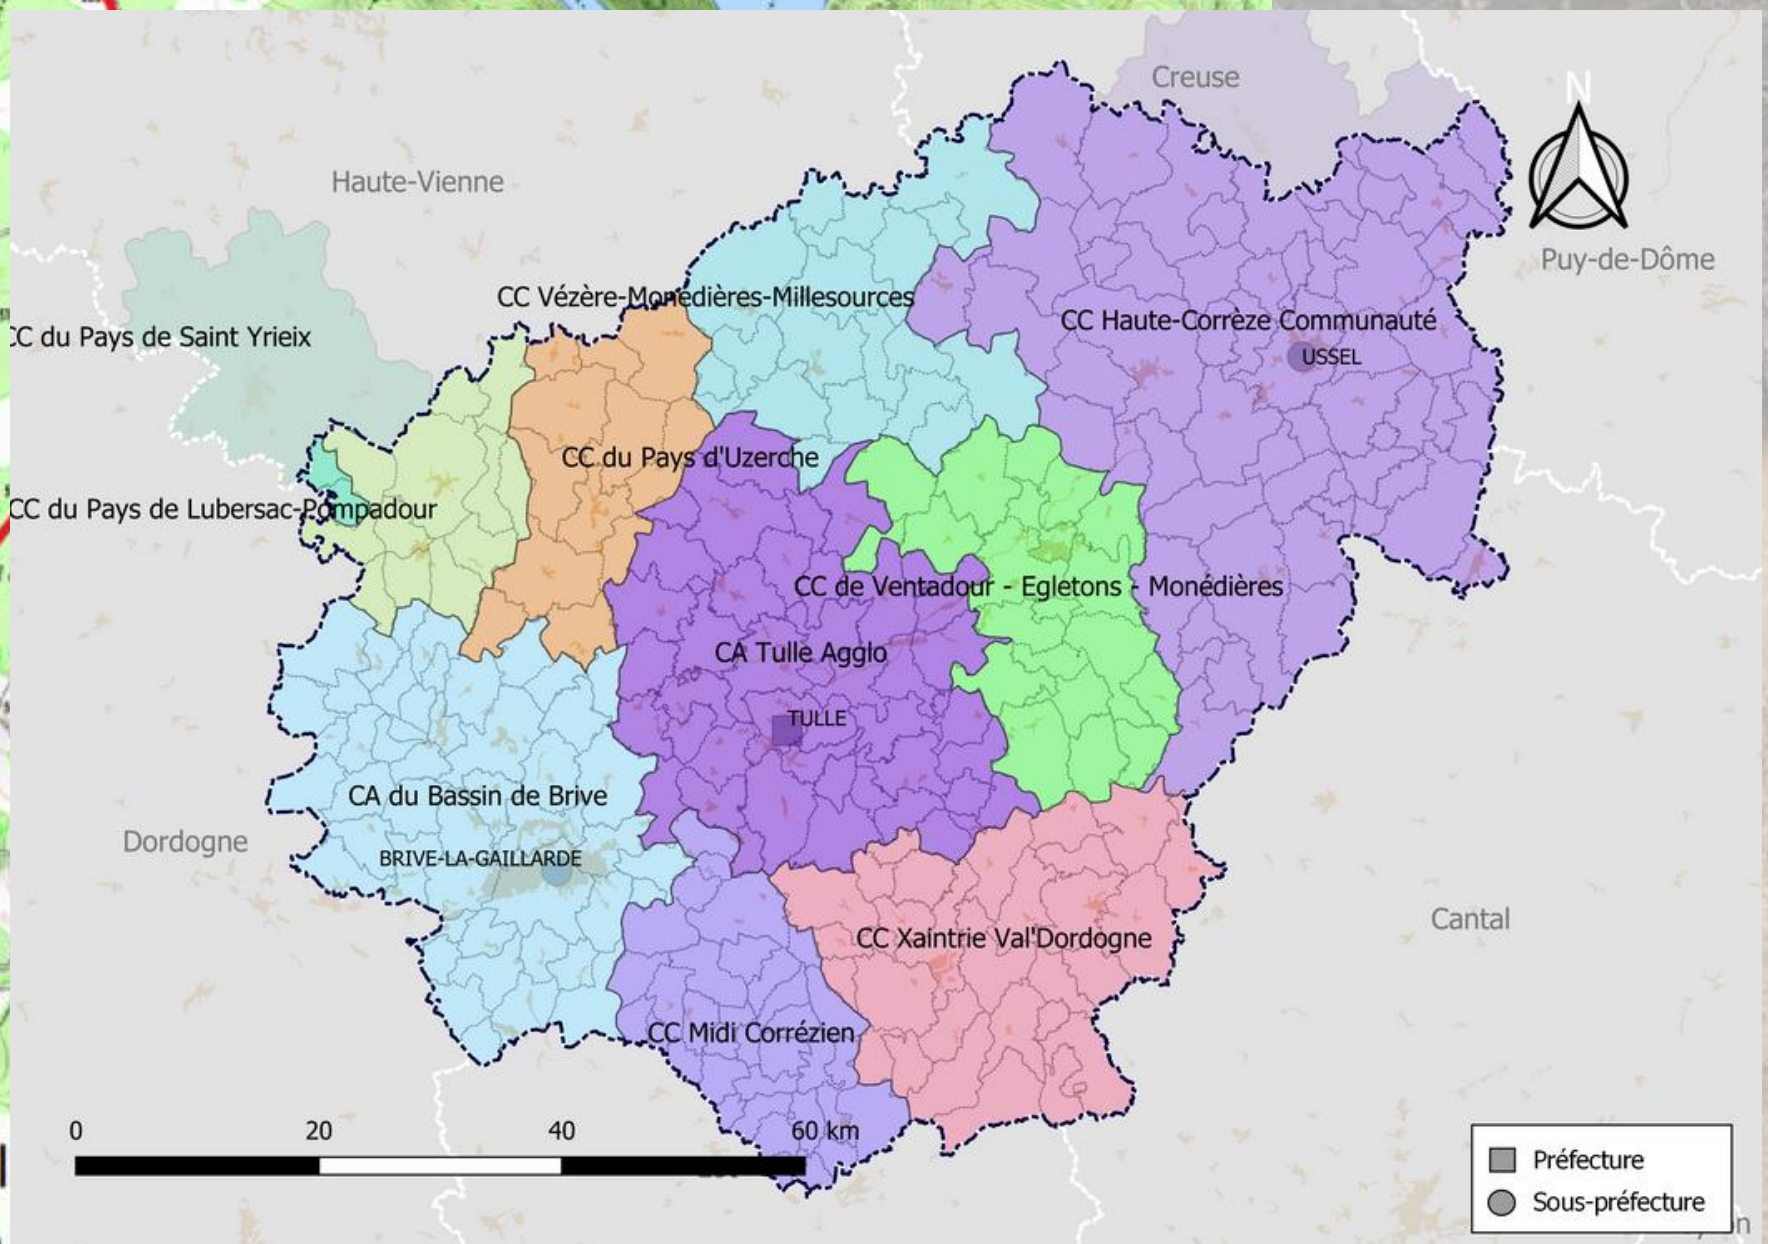 Creuse
N
Haute-Vienne
Puy-de-Dôme
CC Vézère-Monédières-Millesources
CC Haute-Corrèze Communauté
CC du Pays de Saint Yrieix
USSEL
CC du Pays d'Uzerche
CC du Pays de Lubersac-Pompadour
CC de Ventadour - Egletons - Monédières
CA Tulle Agglo
TULLE
CA du Bassin de Brive
Dordogne
BRIVE-LA-GAILLARDE
Cantal
CC Xaintrie Val'Dordogne
CC Midi Corrézien
0 20 40 60 km
Préfecture
Sous-préfecture